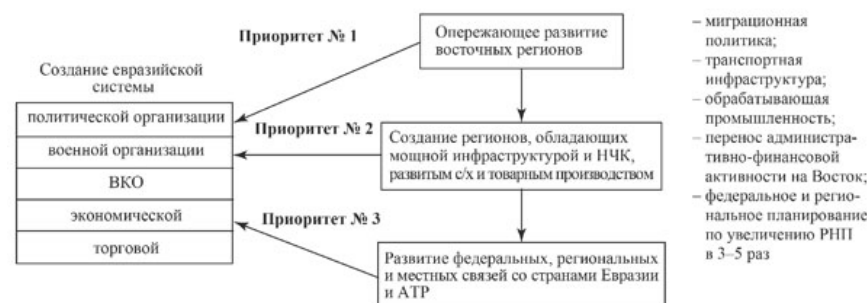 Приоритет № 1
Опережающее развитие
восточных регионов
Создание евразийской
системы
политической организации
военной организации
ВКО
экономической
торговой
Приоритет № 2
Создание регионов, обладающих
мощной инфраструктурой и НЧК,
развитым с/х и товарным производством
Приоритет № 3
Развитие федеральных, региональных
и местных связей со странами Евразии
и АТР
– миграционная
политика;
– транспортная
инфраструктура;
– обрабатывающая
промышленность;
– перенос администра-
тивно-финансовой
активности на Восток;
– федеральное и регио-
нальное планирование
по увеличению РНП
в 3–5 раз